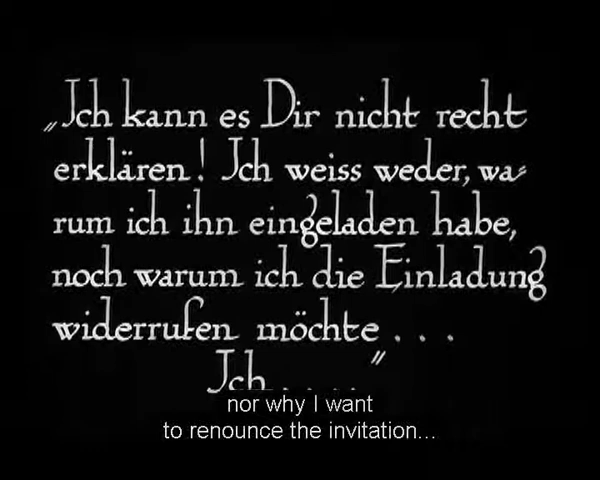 „Ich kann es Dir nicht recht
erklären! Ich weiss weder, wa-
rum ich ihn eingeladen habe,
noch warum ich die Einladung
widerrufen möchte . . .
Ich . . . . ”
nor why I want
to renounce the invitation...